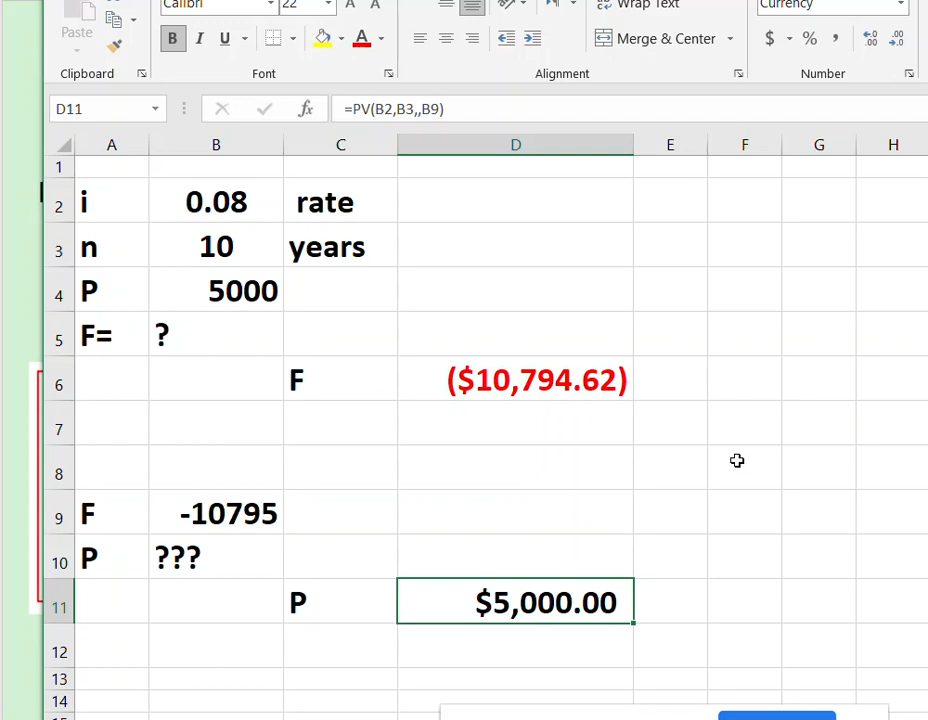 Calibri 22 A A Wrap Text Currency
Paste B I U A Merge & Center $ % , .00
Clipboard Font Alignment Number
D11 fx =PV(B2,B3,,B9)
A B C D E F G H
1
2 i 0.08 rate
3 n 10 years
4 P 5000
5 F= ?
6 F ($10,794.62)
7
8
9 F -10795
10 P ???
11 P $5,000.00
12
13
14